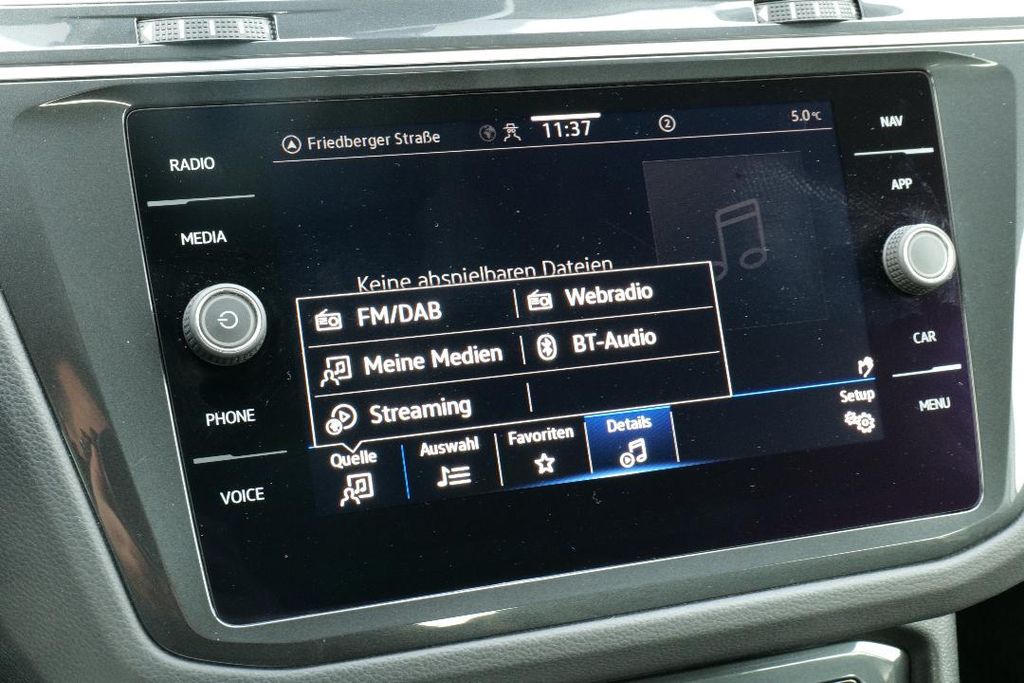 Friedberger Straße 11:37 2 5.0°C
RADIO
MEDIA
PHONE
VOICE
NAV
APP
CAR
MENU
Keine abspielbaren Dateien
FM/DAB Webradio
Meine Medien BT-Audio
Streaming
Quelle Auswahl Favoriten Details Setup